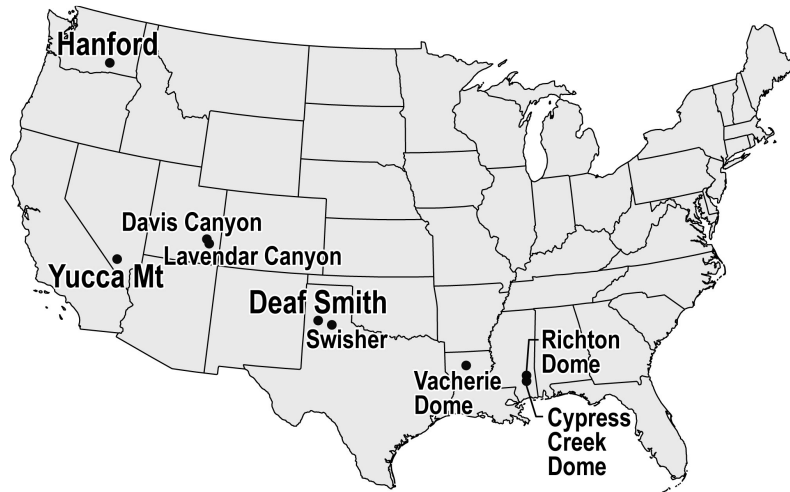 Hanford
Davis Canyon
Lavendar Canyon
Yucca Mt
Deaf Smith
Swisher
Richton
Dome
Vacherie
Dome
Cypress
Creek
Dome